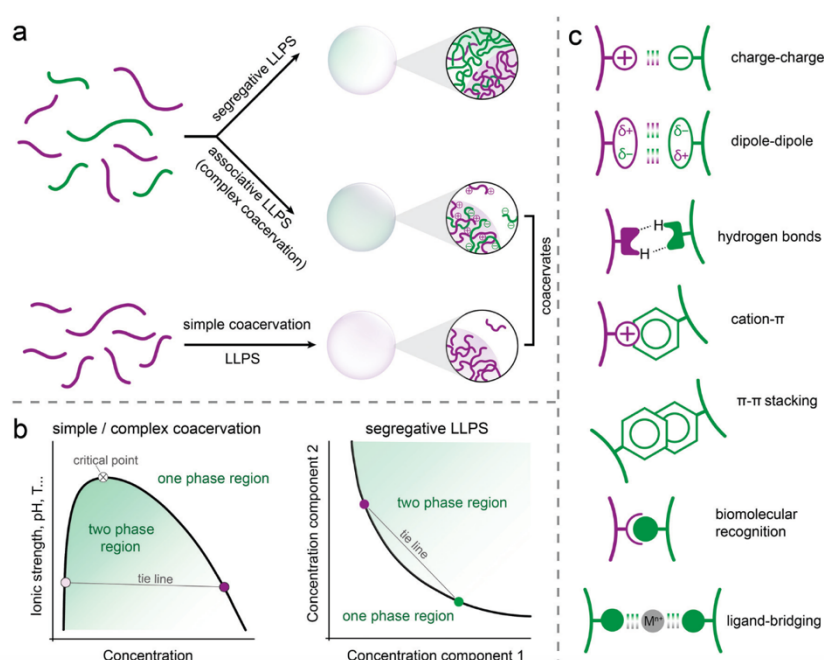 a
segregative LLPS
associative LLPS
(complex coacervation)
⊕
⊖
coacervates
simple coacervation
LLPS
b
simple / complex coacervation
critical point
one phase region
two phase
region
tie line
Ionic strength, pH, T...
Concentration
segregative LLPS
two phase region
tie line
one phase region
Concentration component 2
Concentration component 1
c
+
−
charge-charge
δ+
δ−
δ−
δ+
dipole-dipole
H
H
hydrogen bonds
+
cation-π
π-π stacking
biomolecular
recognition
Mⁿ⁺
ligand-bridging